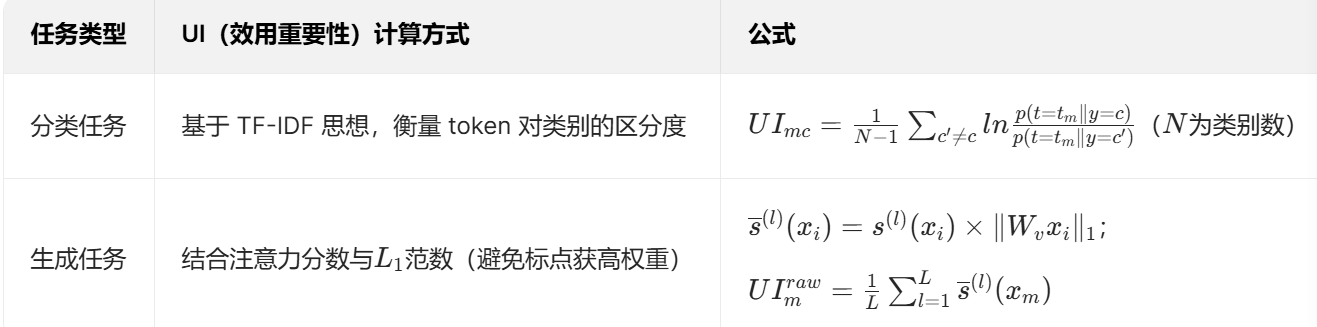 任务类型 UI（效用重要性）计算方式 公式
分类任务 基于 TF-IDF 思想，衡量 token 对类别的区分度 $UI_{mc} = \frac{1}{N-1} \sum_{c' \neq c} ln \frac{p(t=t_m \| y=c)}{p(t=t_m \| y=c')}$（$N$为类别数）
生成任务 结合注意力分数与$L_1$范数（避免标点获高权重） $\overline{s}^{(l)}(x_i) = s^{(l)}(x_i) \times \|W_v x_i\|_1$;
$UI_m^{raw} = \frac{1}{L} \sum_{l=1}^{L} \overline{s}^{(l)}(x_m)$